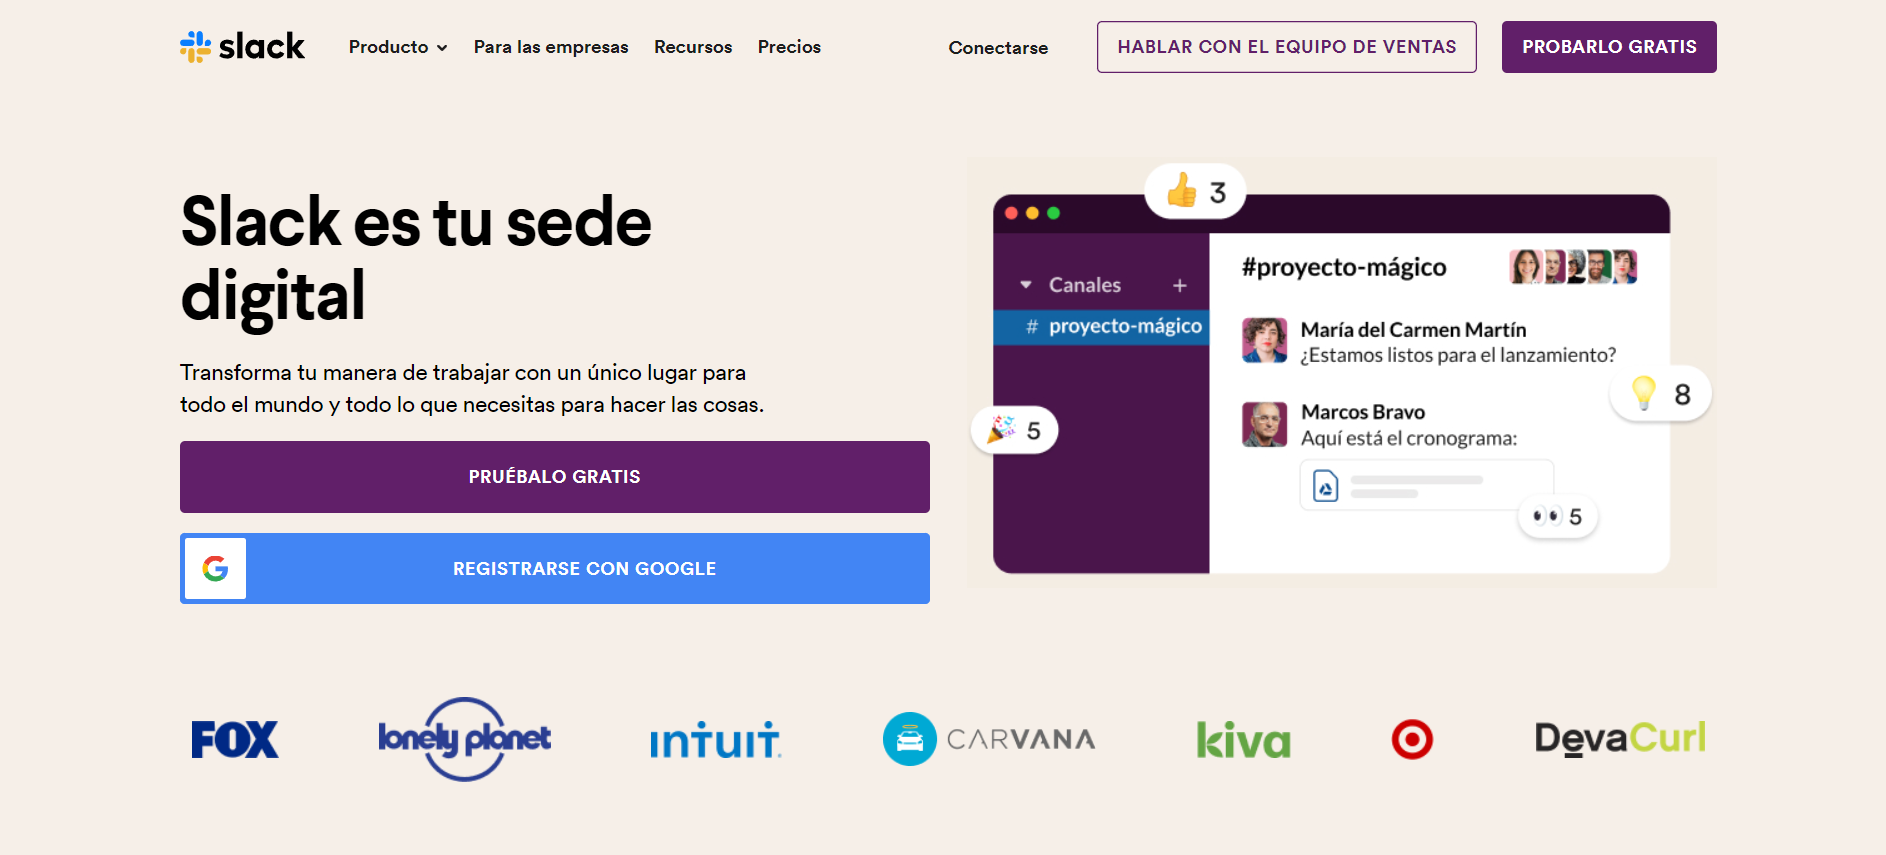 slack
Producto
Para las empresas
Recursos
Precios
Conectarse
HABLAR CON EL EQUIPO DE VENTAS
PROBARLO GRATIS
Slack es tu sede
digital
Transforma tu manera de trabajar con un único lugar para
todo el mundo y todo lo que necesitas para hacer las cosas.
PRUÉBALO GRATIS
G
REGISTRARSE CON GOOGLE
3
Canales +
# proyecto-mágico
#proyecto-mágico
María del Carmen Martín
¿Estamos listos para el lanzamiento?
8
Marcos Bravo
Aquí está el cronograma:
5
5
FOX
lonely planet
intuit.
CARVANA
kiva
DevaCurl